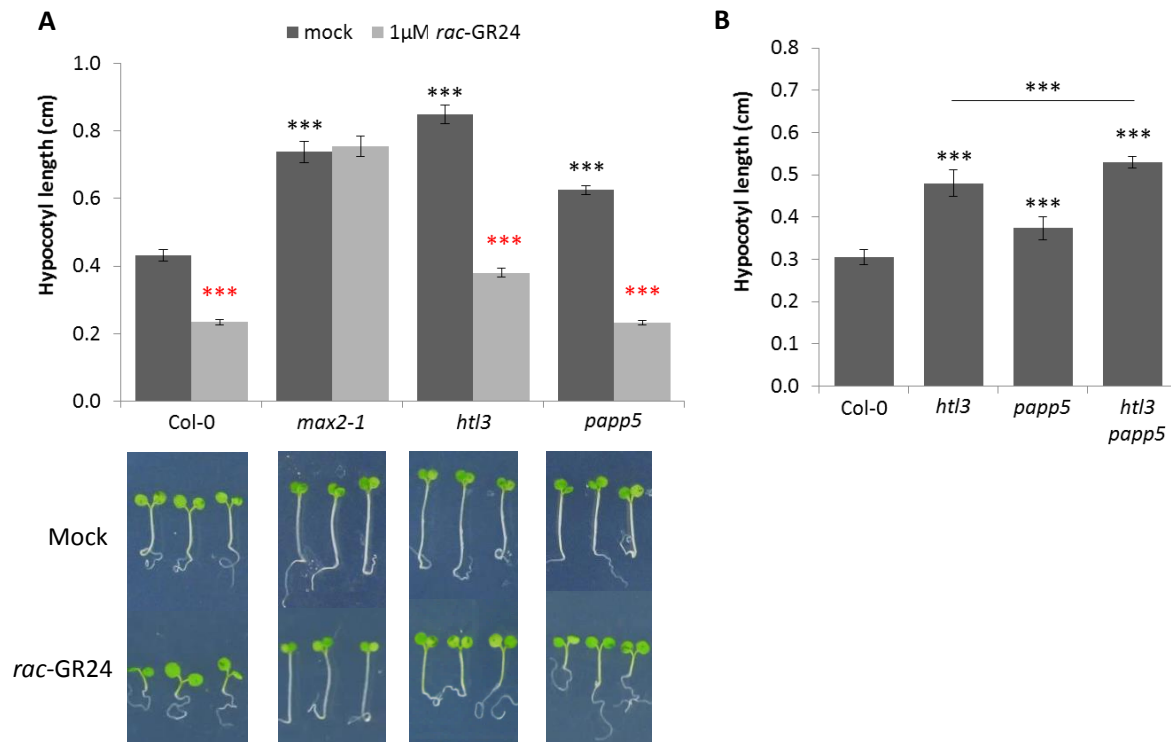 A
mock 1µM rac-GR24
Hypocotyl length (cm)
1.0
0.8
0.6
0.4
0.2
0.0
***
***
***
***
***
***
Col-0 max2-1 htl3 papp5
Mock
rac-GR24
B
Hypocotyl length (cm)
0.8
0.7
0.6
0.5
0.4
0.3
0.2
0.1
0.0
***
***
***
***
Col-0 htl3 papp5 htl3
papp5